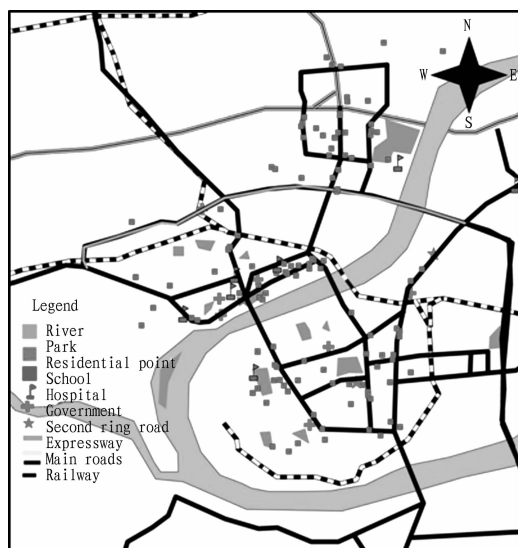 N
W E
S
Legend
River
Park
Residential point
School
Hospital
Government
Second ring road
Expressway
Main roads
Railway